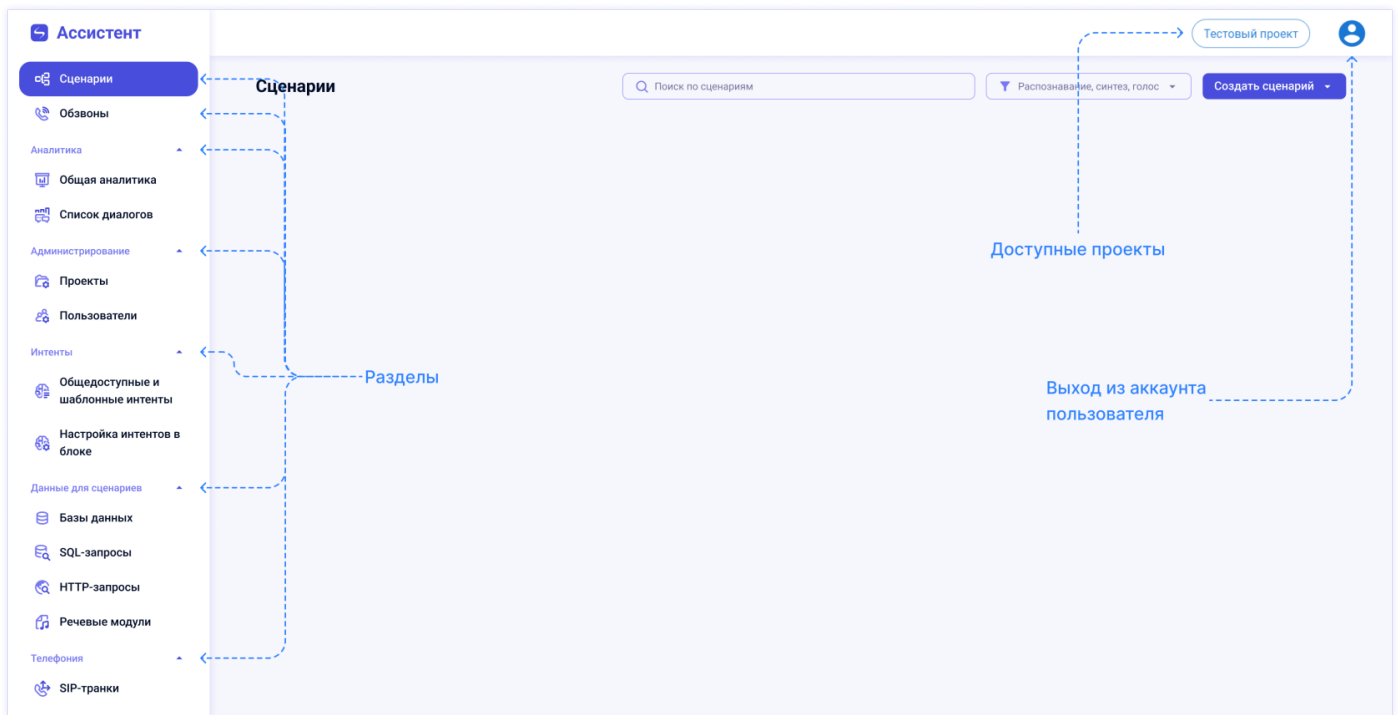 Ассистент
Тестовый проект
Сценарии
Сценарии
Поиск по сценариям
Распознавание, синтез, голос
Создать сценарий
Обзвоны
Аналитика
Общая аналитика
Список диалогов
Администрирование
Доступные проекты
Проекты
Пользователи
Интенты
Общедоступные и
шаблонные интенты
Разделы
Выход из аккаунта
пользователя
Настройка интентов в
блоке
Данные для сценариев
Базы данных
SQL-запросы
HTTP-запросы
Речевые модули
Телефония
SIP-транки